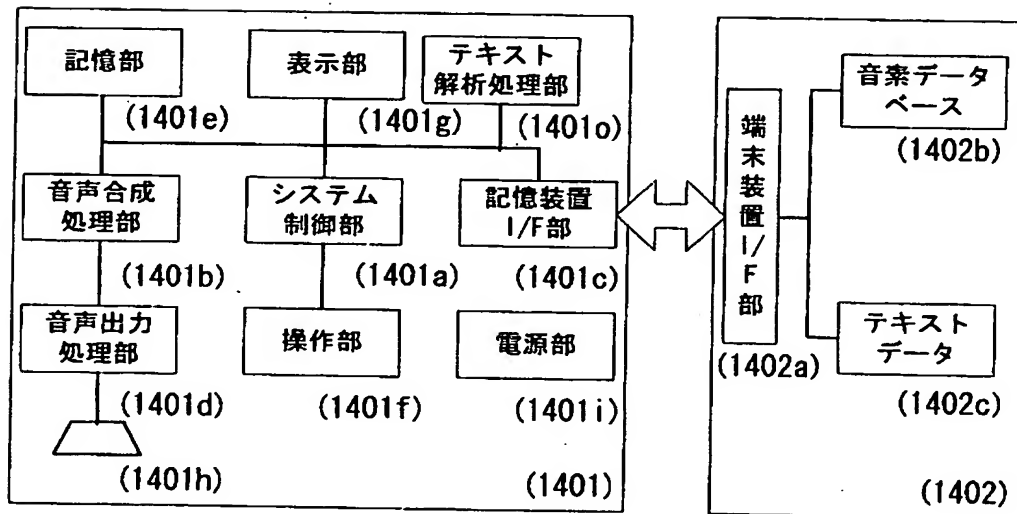 記憶部
(1401e)
表示部
(1401g)
テキスト
解析処理部
(1401o)
音声合成
処理部
(1401b)
システム
制御部
(1401a)
記憶装置
I/F部
(1401c)
音声出力
処理部
(1401d)
操作部
(1401f)
電源部
(1401i)
(1401h)
(1401)
端末装置I/F部
(1402a)
音素データ
ベース
(1402b)
テキスト
データ
(1402c)
(1402)